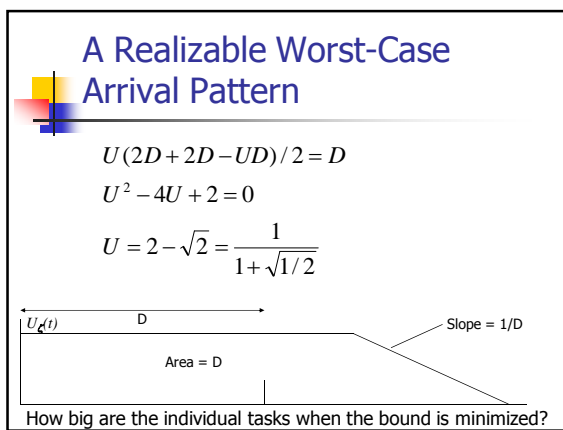 A Realizable Worst-Case
Arrival Pattern
U(2D + 2D − UD)/2 = D
U² − 4U + 2 = 0
U = 2 − √2 = 1/(1 + √(1/2))
D
Uζ(t)
Slope = 1/D
Area = D
How big are the individual tasks when the bound is minimized?